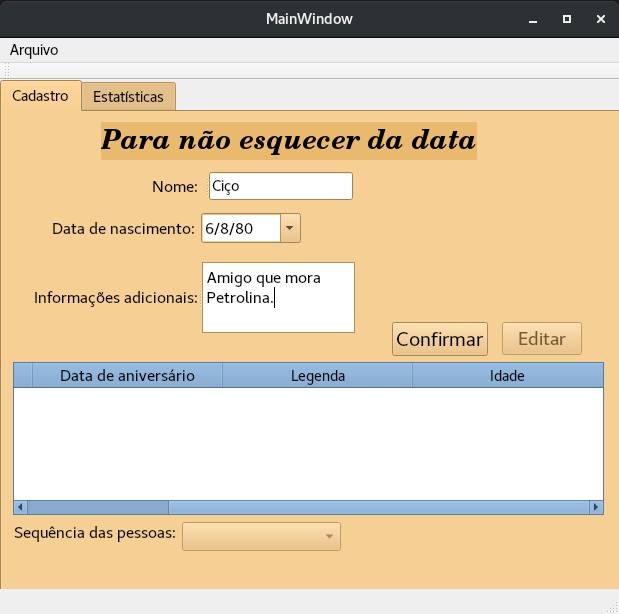 MainWindow
Arquivo
Cadastro
Estatísticas
Para não esquecer da data
Nome:
Ciço
Data de nascimento:
6/8/80
Informações adicionais:
Amigo que mora
Petrolina.
Confirmar
Editar
Data de aniversário
Legenda
Idade
Sequência das pessoas: